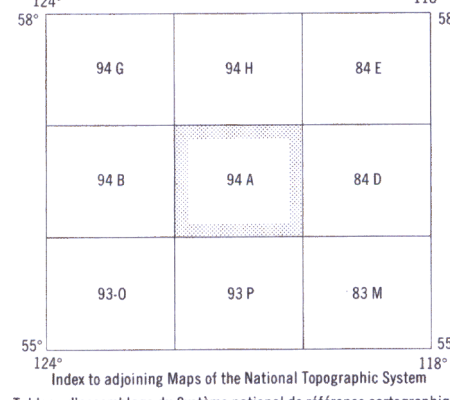 124°
58°
94 G 94 H 84 E
94 B 94 A 84 D
93-O 93 P 83 M
55°
124° 118°
Index to adjoining Maps of the National Topographic System